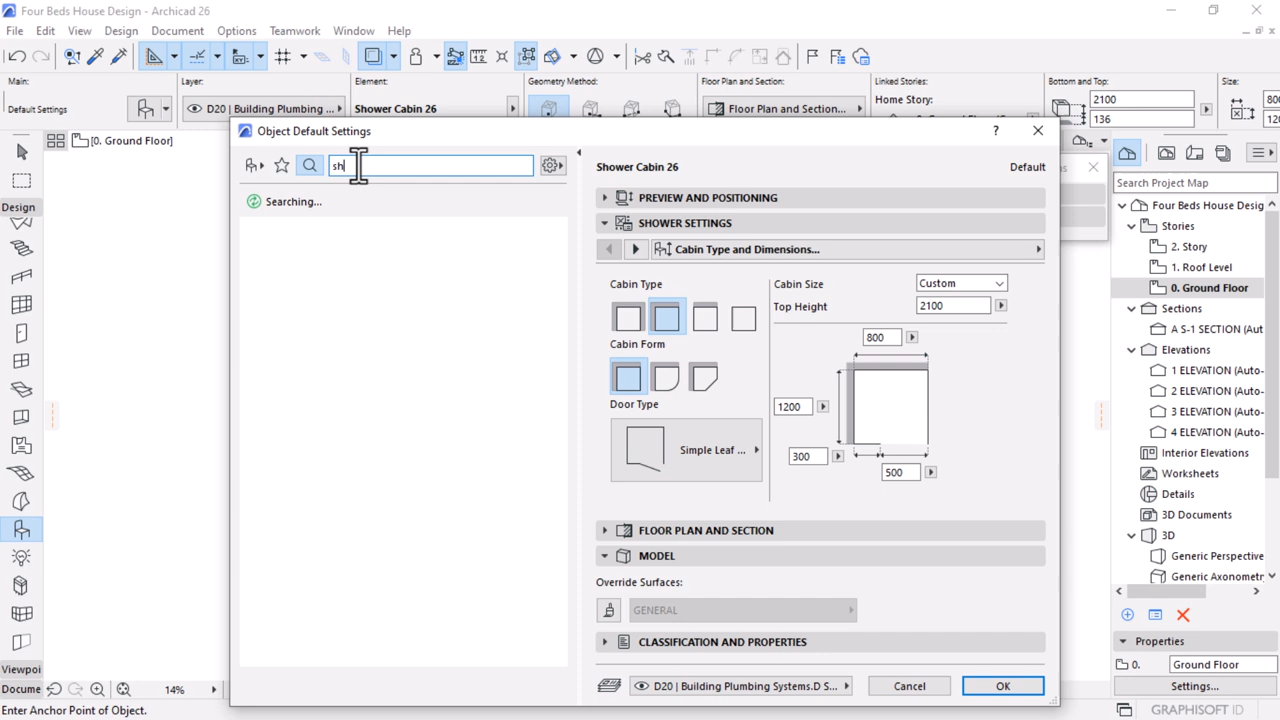 Four Beds House Design - Archicad 26
File Edit View Design Document Options Teamwork Window Help
Main:
Layer:
Element:
Geometry Method:
Floor Plan and Section:
Linked Stories:
Bottom and Top:
Size:
Default Settings
D20 | Building Plumbing ...
Shower Cabin 26
Floor Plan and Section...
Home Story:
2100
136
[0. Ground Floor]
Object Default Settings
?
sh
Searching...
Shower Cabin 26
Default
PREVIEW AND POSITIONING
SHOWER SETTINGS
Cabin Type and Dimensions...
Cabin Type
Cabin Size
Custom
Top Height
2100
800
Cabin Form
1200
Door Type
Simple Leaf ...
300
500
FLOOR PLAN AND SECTION
MODEL
Override Surfaces:
GENERAL
CLASSIFICATION AND PROPERTIES
D20 | Building Plumbing Systems.D S...
Cancel
OK
Search Project Map
Four Beds House Desig
Stories
2. Story
1. Roof Level
0. Ground Floor
Sections
A S-1 SECTION (Aut
Elevations
1 ELEVATION (Auto-
2 ELEVATION (Auto-
3 ELEVATION (Auto-
4 ELEVATION (Auto-
Interior Elevations
Worksheets
Details
3D Documents
3D
Generic Perspective
Generic Axonometr
Properties
0.
Ground Floor
Settings...
Design
Viewpoi
Docume
14%
Enter Anchor Point of Object.
GRAPHISOFT ID